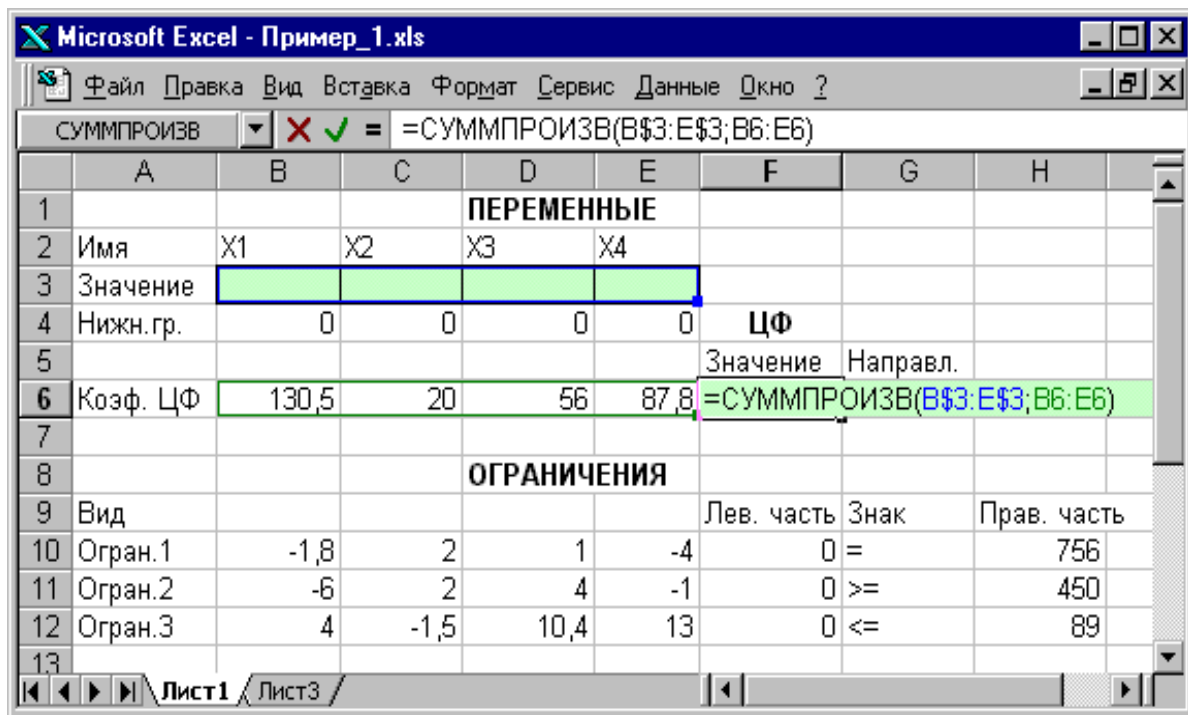 Microsoft Excel - Пример_1.xls
Файл Правка Вид Вставка Формат Сервис Данные Окно ?
СУММПРОИЗВ = =СУММПРОИЗВ(B$3:E$3;B6:E6)
A B C D E F G H
1 ПЕРЕМЕННЫЕ
2 Имя X1 X2 X3 X4
3 Значение
4 Нижн.гр. 0 0 0 0 ЦФ
5 Значение Направл.
6 Коэф. ЦФ 130,5 20 56 87,8 =СУММПРОИЗВ(B$3:E$3;B6:E6)
7
8 ОГРАНИЧЕНИЯ
9 Вид Лев. часть Знак Прав. часть
10 Огран.1 -1,8 2 1 -4 0 = 756
11 Огран.2 -6 2 4 -1 0 >= 450
12 Огран.3 4 -1,5 10,4 13 0 <= 89
13
Лист1 Лист3